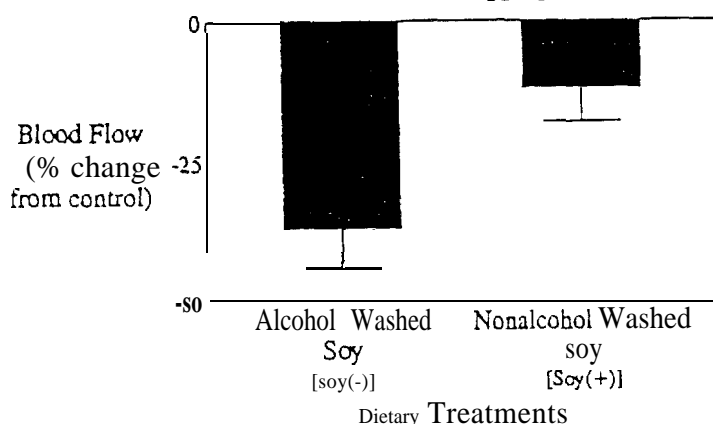 0
Blood Flow
(% change
from control)
-25
-80
Alcohol Washed
Soy
[soy(-)]
Nonalcohol Washed
soy
[Soy(+)]
Dietary Treatments